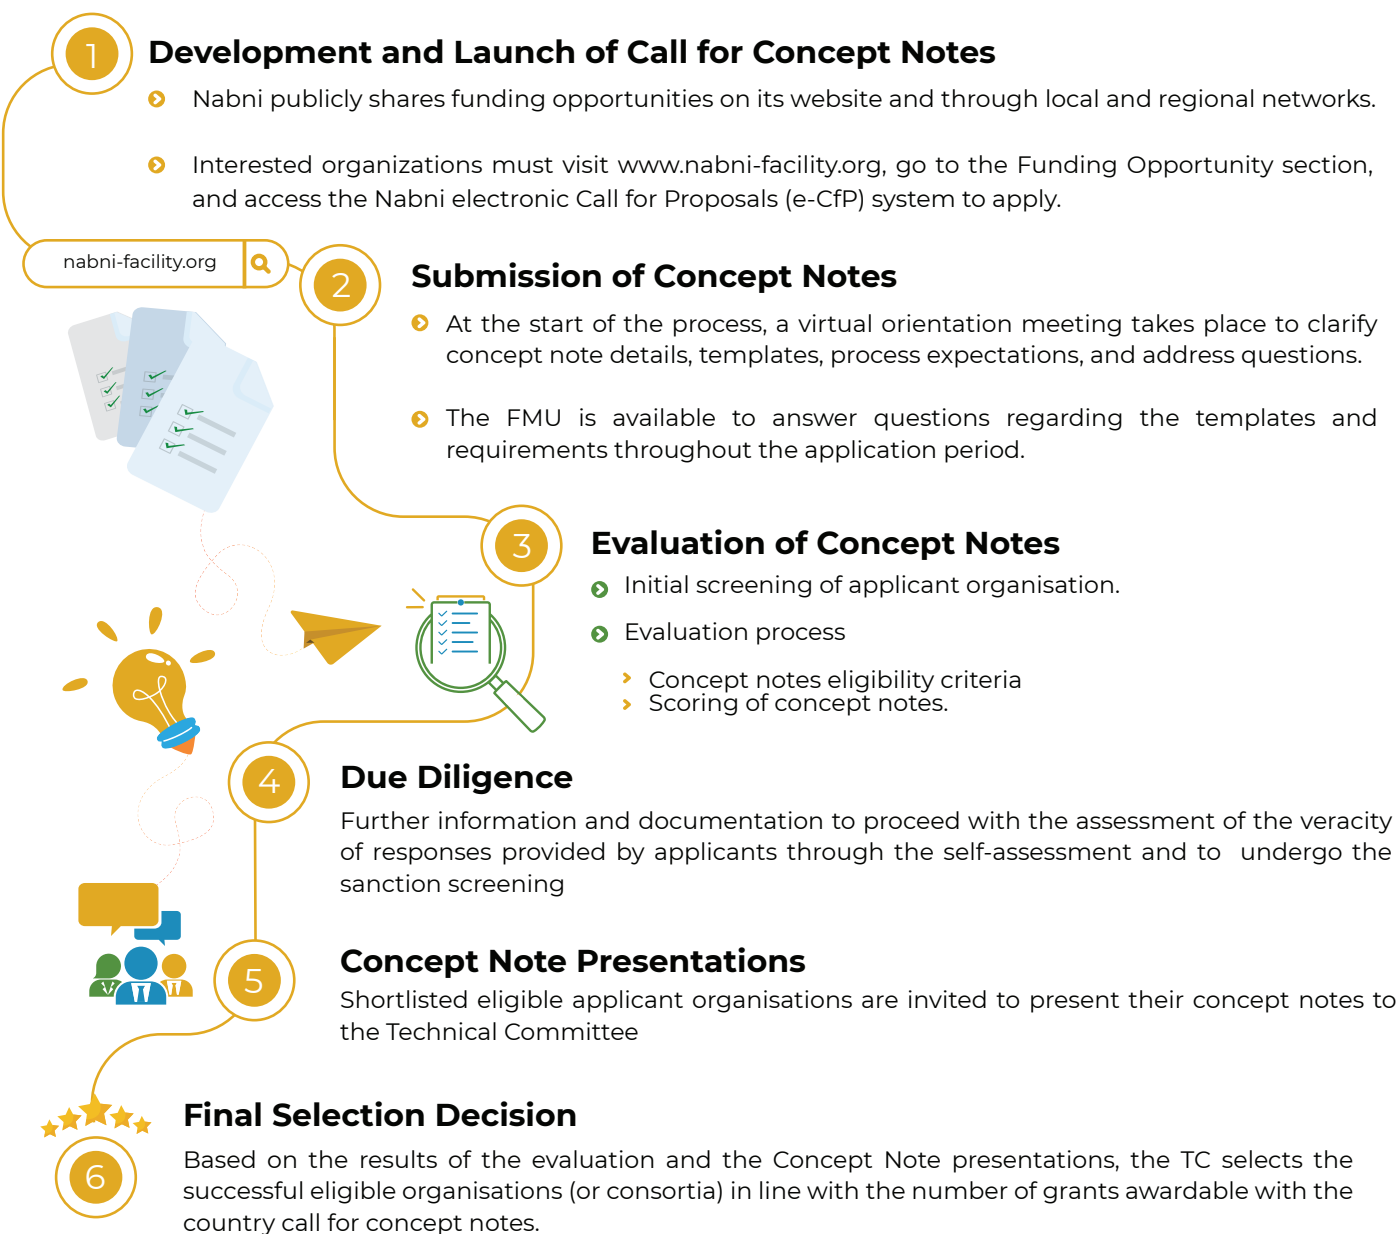 1
Development and Launch of Call for Concept Notes
Nabni publicly shares funding opportunities on its website and through local and regional networks.
Interested organizations must visit www.nabni-facility.org, go to the Funding Opportunity section,
and access the Nabni electronic Call for Proposals (e-CfP) system to apply.
nabni-facility.org
2
Submission of Concept Notes
At the start of the process, a virtual orientation meeting takes place to clarify
concept note details, templates, process expectations, and address questions.
The FMU is available to answer questions regarding the templates and
requirements throughout the application period.
3
Evaluation of Concept Notes
Initial screening of applicant organisation.
Evaluation process
Concept notes eligibility criteria
Scoring of concept notes.
4
Due Diligence
Further information and documentation to proceed with the assessment of the veracity
of responses provided by applicants through the self-assessment and to undergo the
sanction screening
5
Concept Note Presentations
Shortlisted eligible applicant organisations are invited to present their concept notes to
the Technical Committee
6
Final Selection Decision
Based on the results of the evaluation and the Concept Note presentations, the TC selects the
successful eligible organisations (or consortia) in line with the number of grants awardable with the
country call for concept notes.